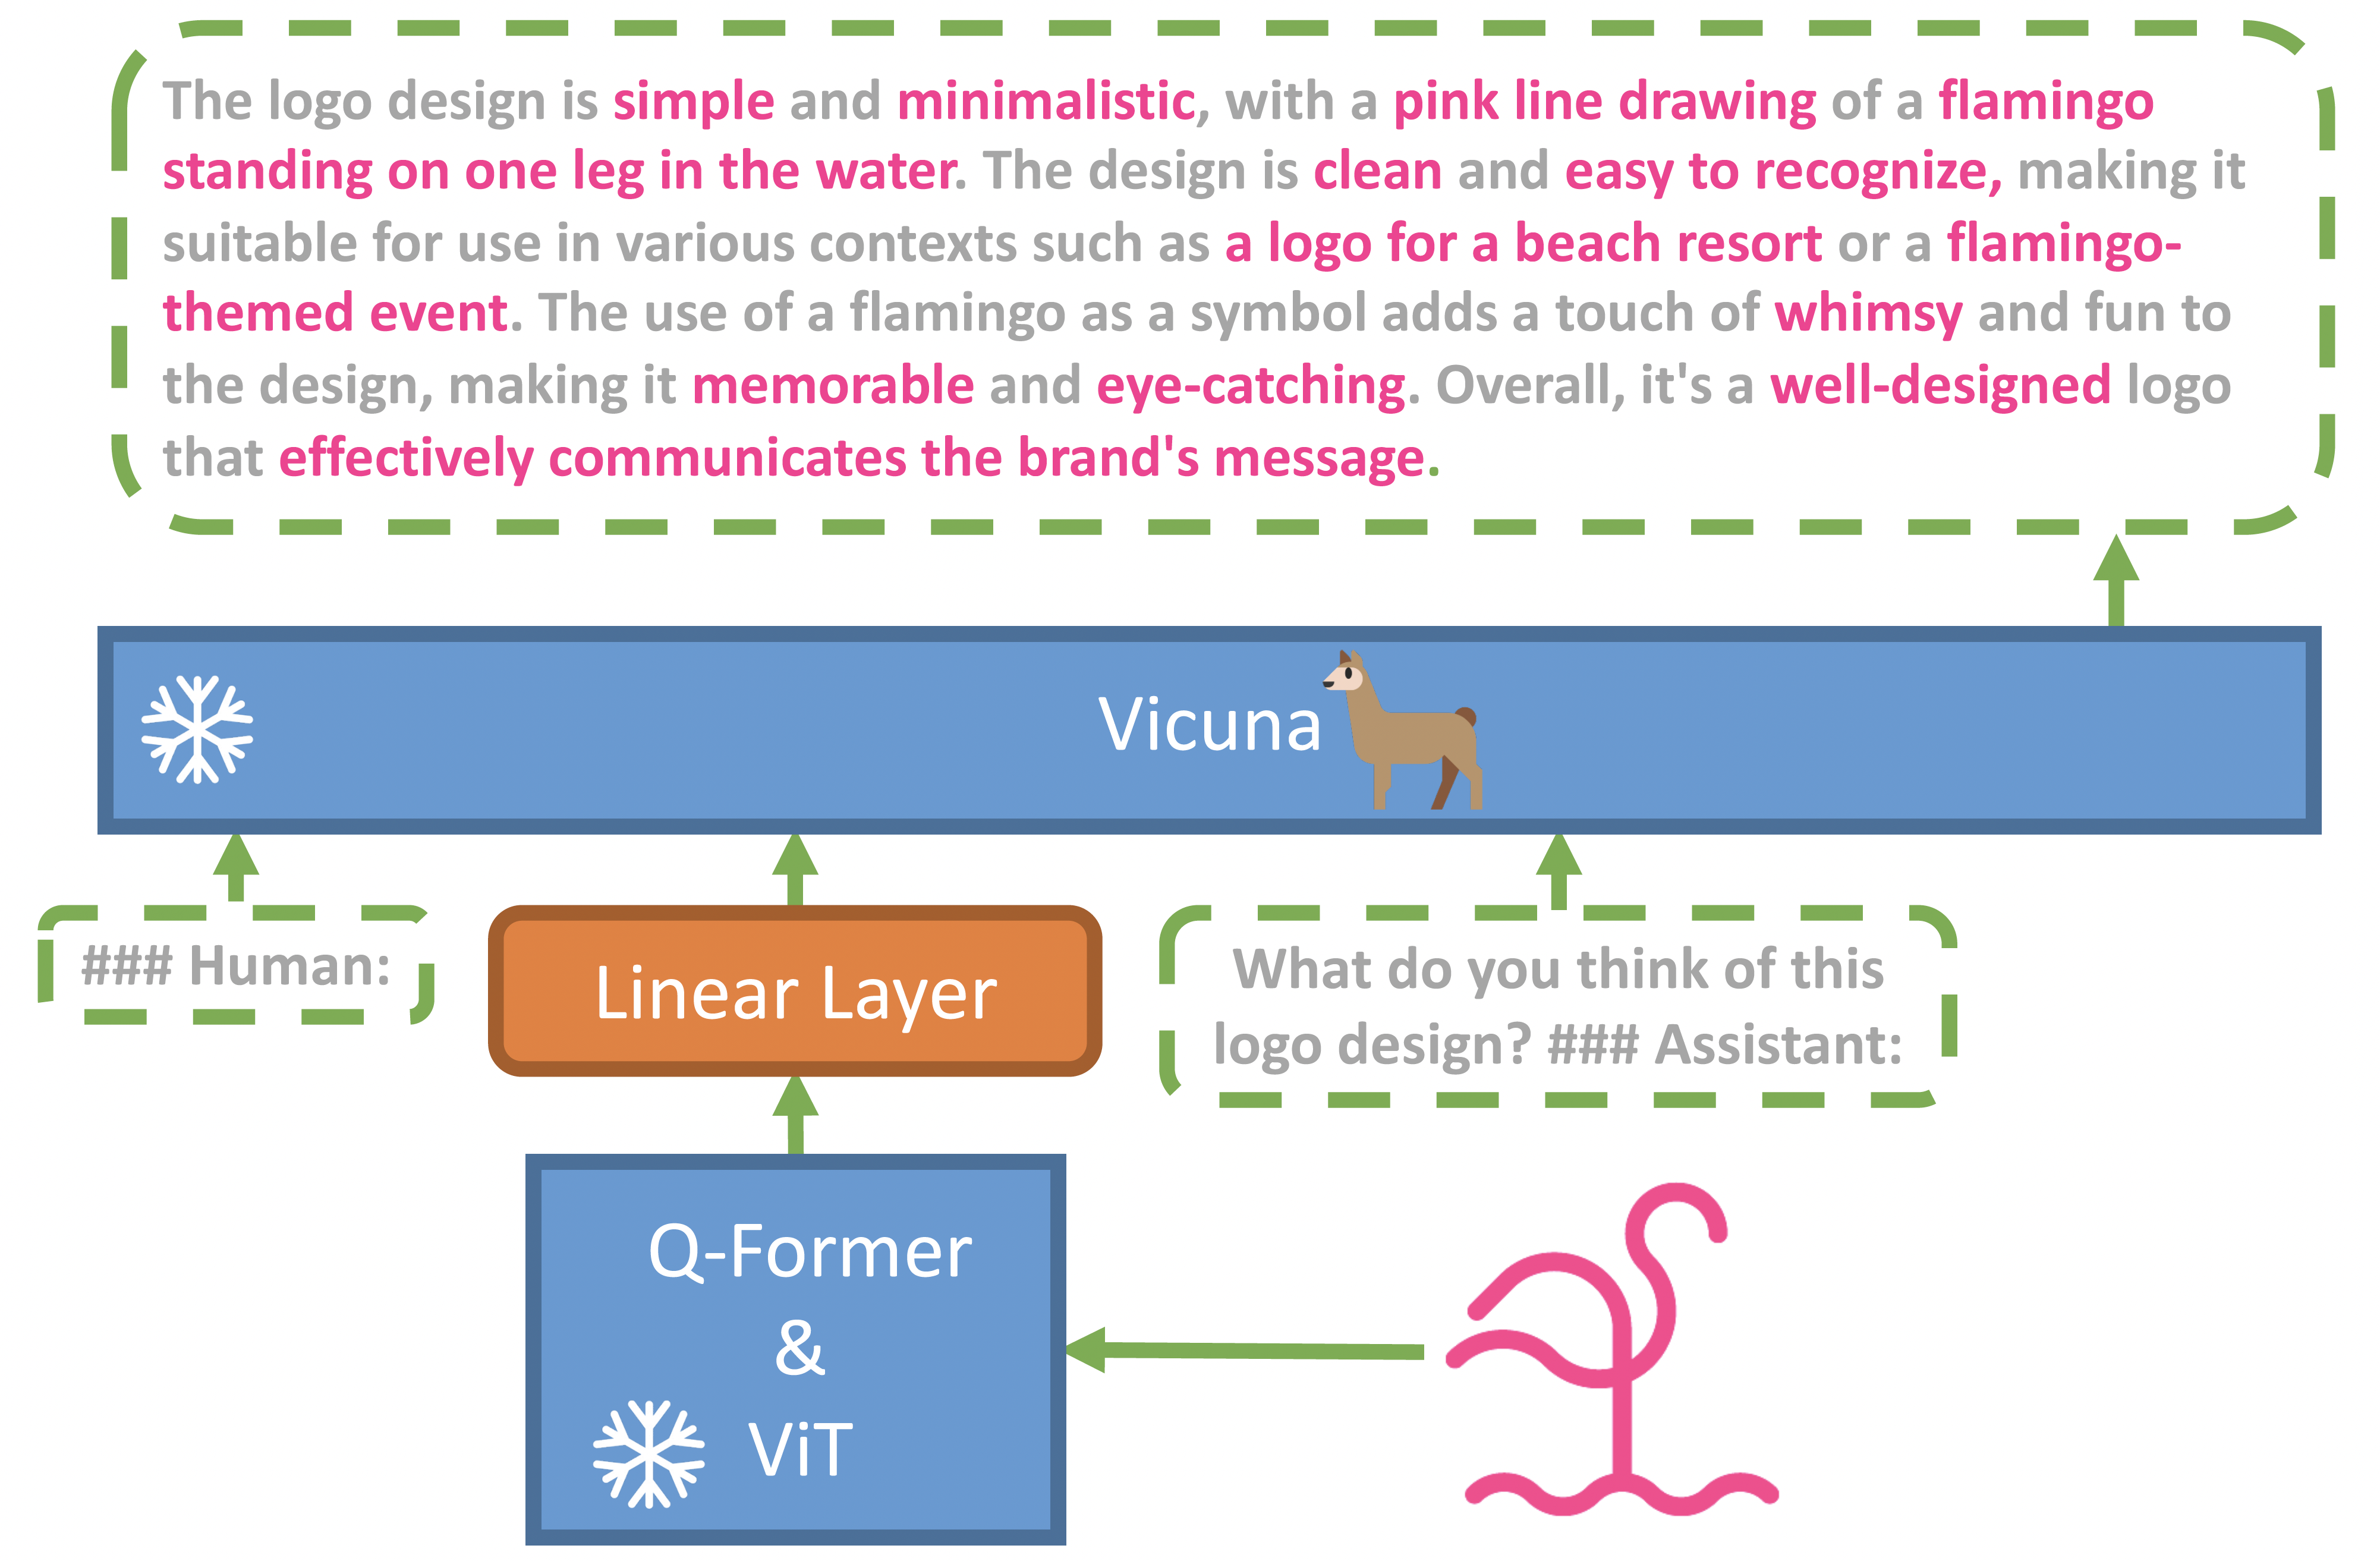 The logo design is simple and minimalistic, with a pink line drawing of a flamingo
standing on one leg in the water. The design is clean and easy to recognize, making it
suitable for use in various contexts such as a logo for a beach resort or a flamingo-
themed event. The use of a flamingo as a symbol adds a touch of whimsy and fun to
the design, making it memorable and eye-catching. Overall, it's a well-designed logo
that effectively communicates the brand's message.
Vicuna
### Human:
Linear Layer
What do you think of this
logo design? ### Assistant:
Q-Former
&
ViT